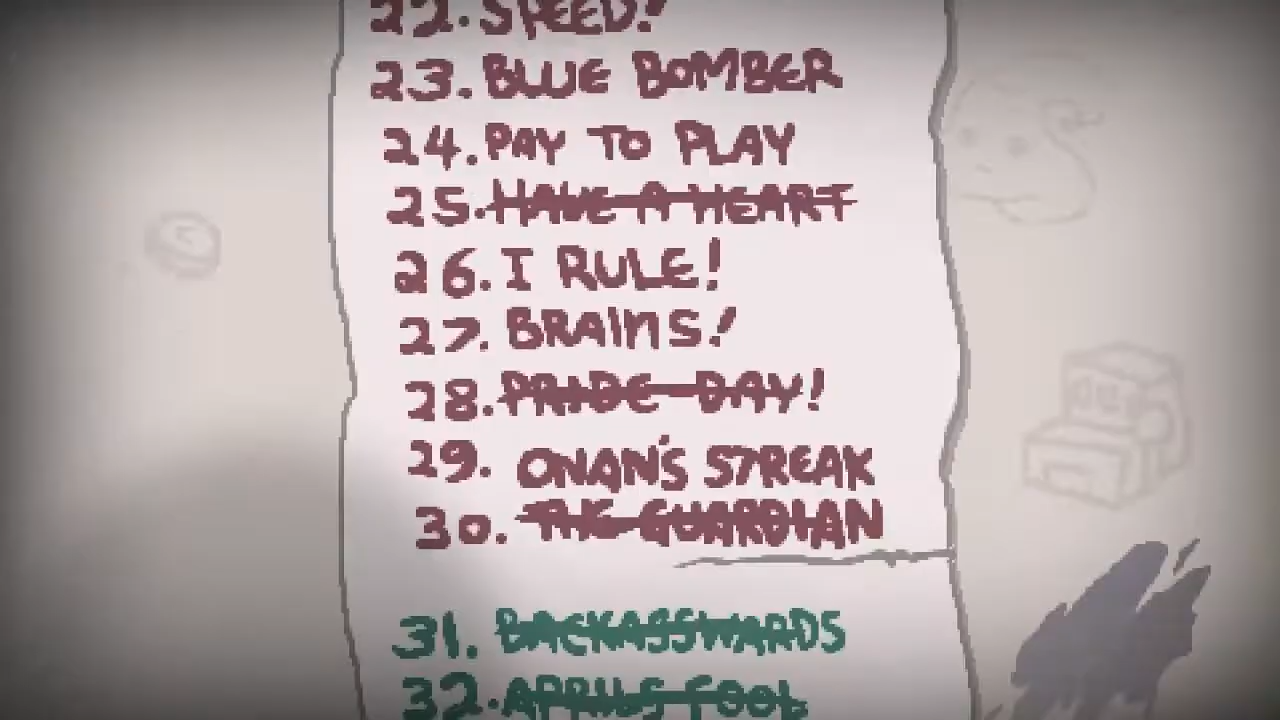 22. SPEED!
23. BLUE BOMBER
24. PAY TO PLAY
25. HAVE A HEART
26. I RULE!
27. BRAINS!
28. PRIDE DAY!
29. ONAN'S STREAK
30. THE GUARDIAN
31. BACKASSWARDS
32. APRILS FOOL